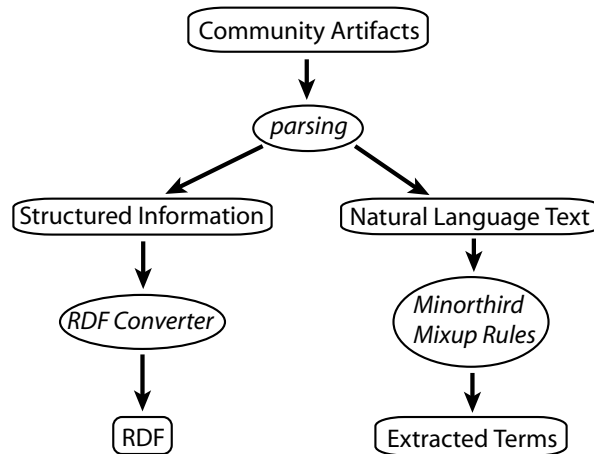 Community Artifacts
parsing
Structured Information
Natural Language Text
RDF Converter
Minorthird
Mixup Rules
RDF
Extracted Terms